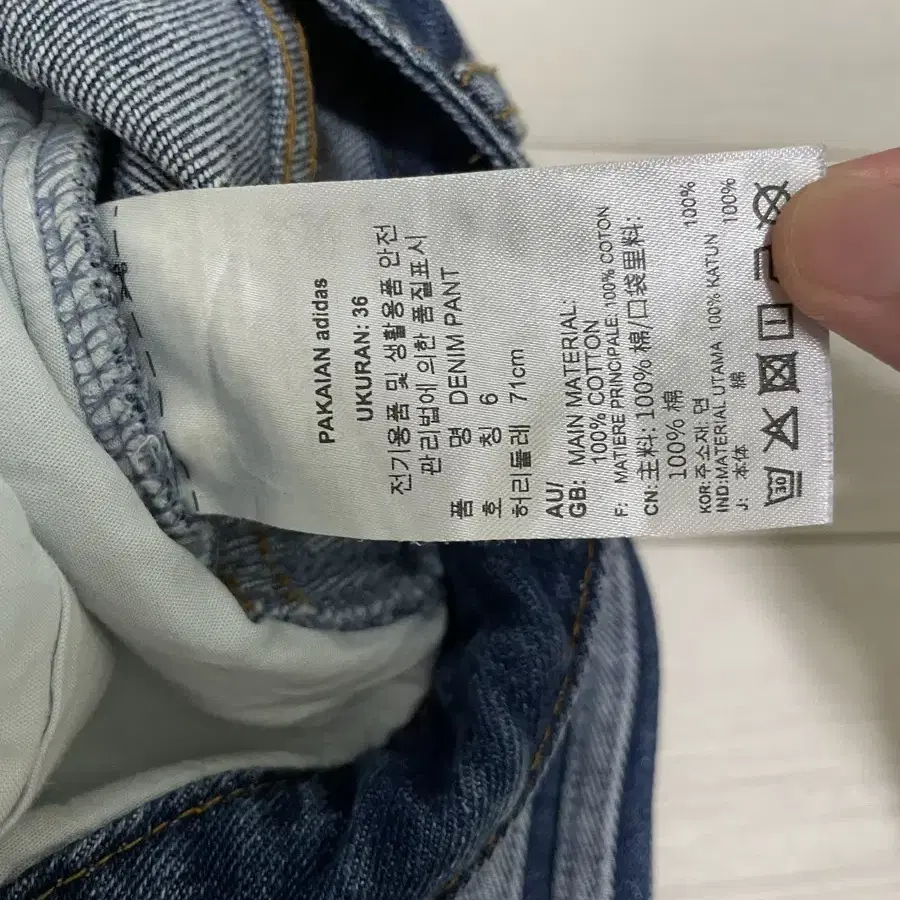 PAKAIAN adidas
UKURAN: 36
전기용품 및 생활용품 안전
관리법에 의한 품질표시
품 명 DENIM PANT
호 칭 6
허리둘레 71cm
AU/
GB: MAIN MATERIAL:
100% COTTON
F: MATIERE PRINCIPALE: 100% COTON
CN: 主料: 100% 棉/口袋里料:
100% 棉
KOR: 주소재: 면 100%
IND: MATERIAL UTAMA 100% KATUN
J: 本体 棉 100%
30